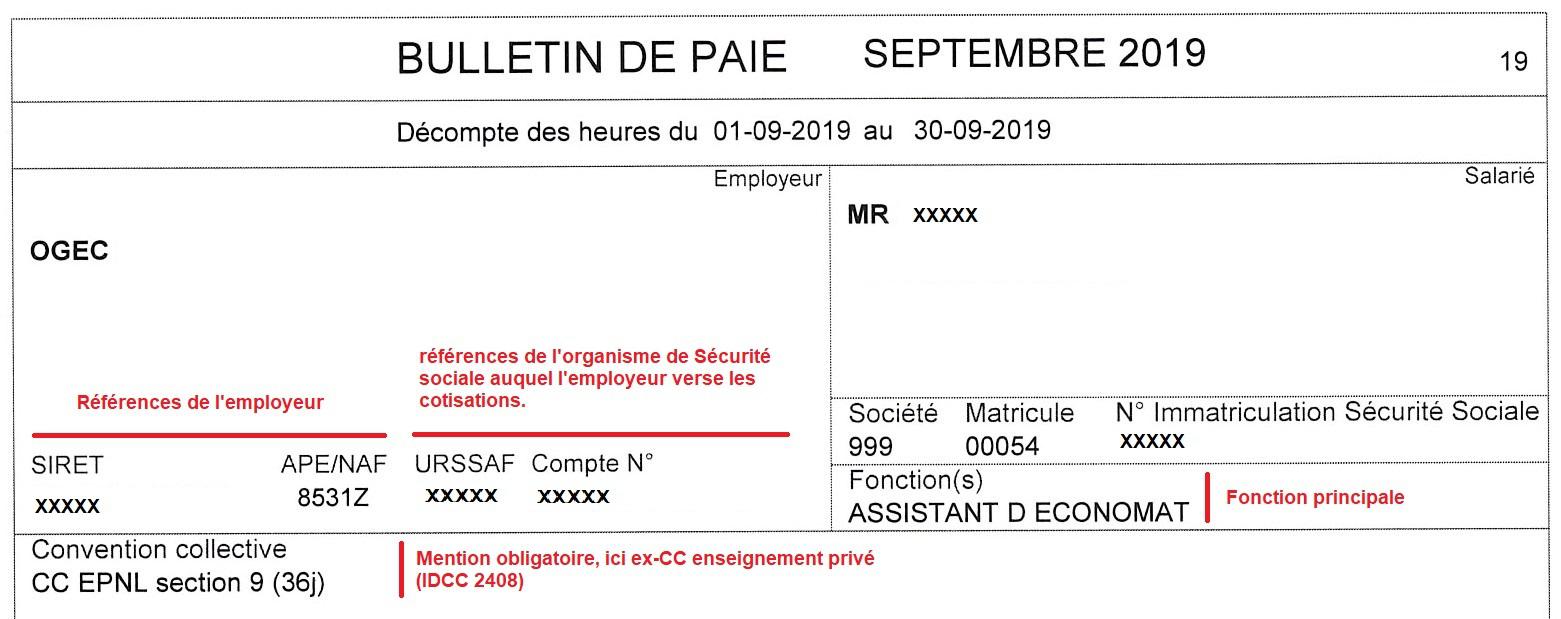 BULLETIN DE PAIE SEPTEMBRE 2019 19
Décompte des heures du 01-09-2019 au 30-09-2019
Employeur
OGEC
Salarié
MR xxxxx
références de l'organisme de Sécurité
sociale auquel l'employeur verse les
cotisations.
Références de l'employeur
SIRET APE/NAF URSSAF Compte N°
xxxxx 8531Z xxxxx xxxxx
Société Matricule N° Immatriculation Sécurité Sociale
999 00054 xxxxx
Fonction(s)
ASSISTANT D ECONOMAT
Fonction principale
Convention collective
CC EPNL section 9 (36j)
Mention obligatoire, ici ex-CC enseignement privé
(IDCC 2408)